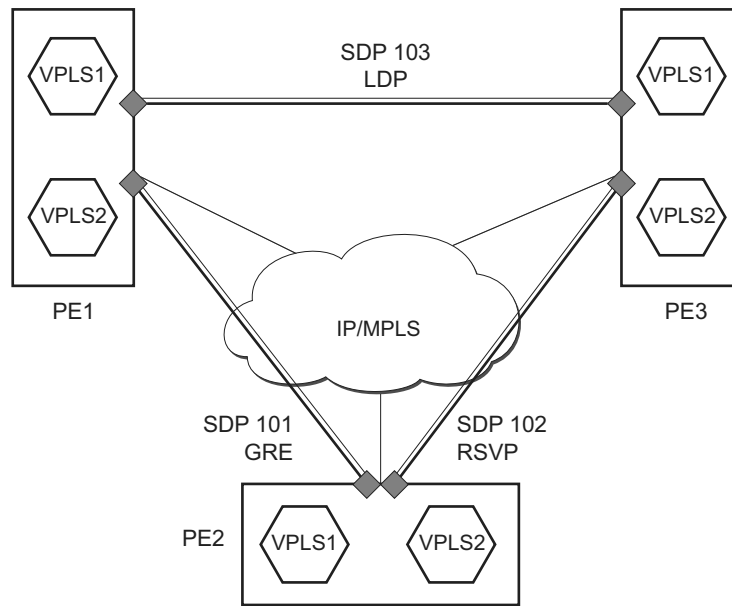 VPLS1
SDP 103
LDP
VPLS1
VPLS2
VPLS2
PE1
PE3
IP/MPLS
SDP 101
GRE
SDP 102
RSVP
PE2
VPLS1
VPLS2